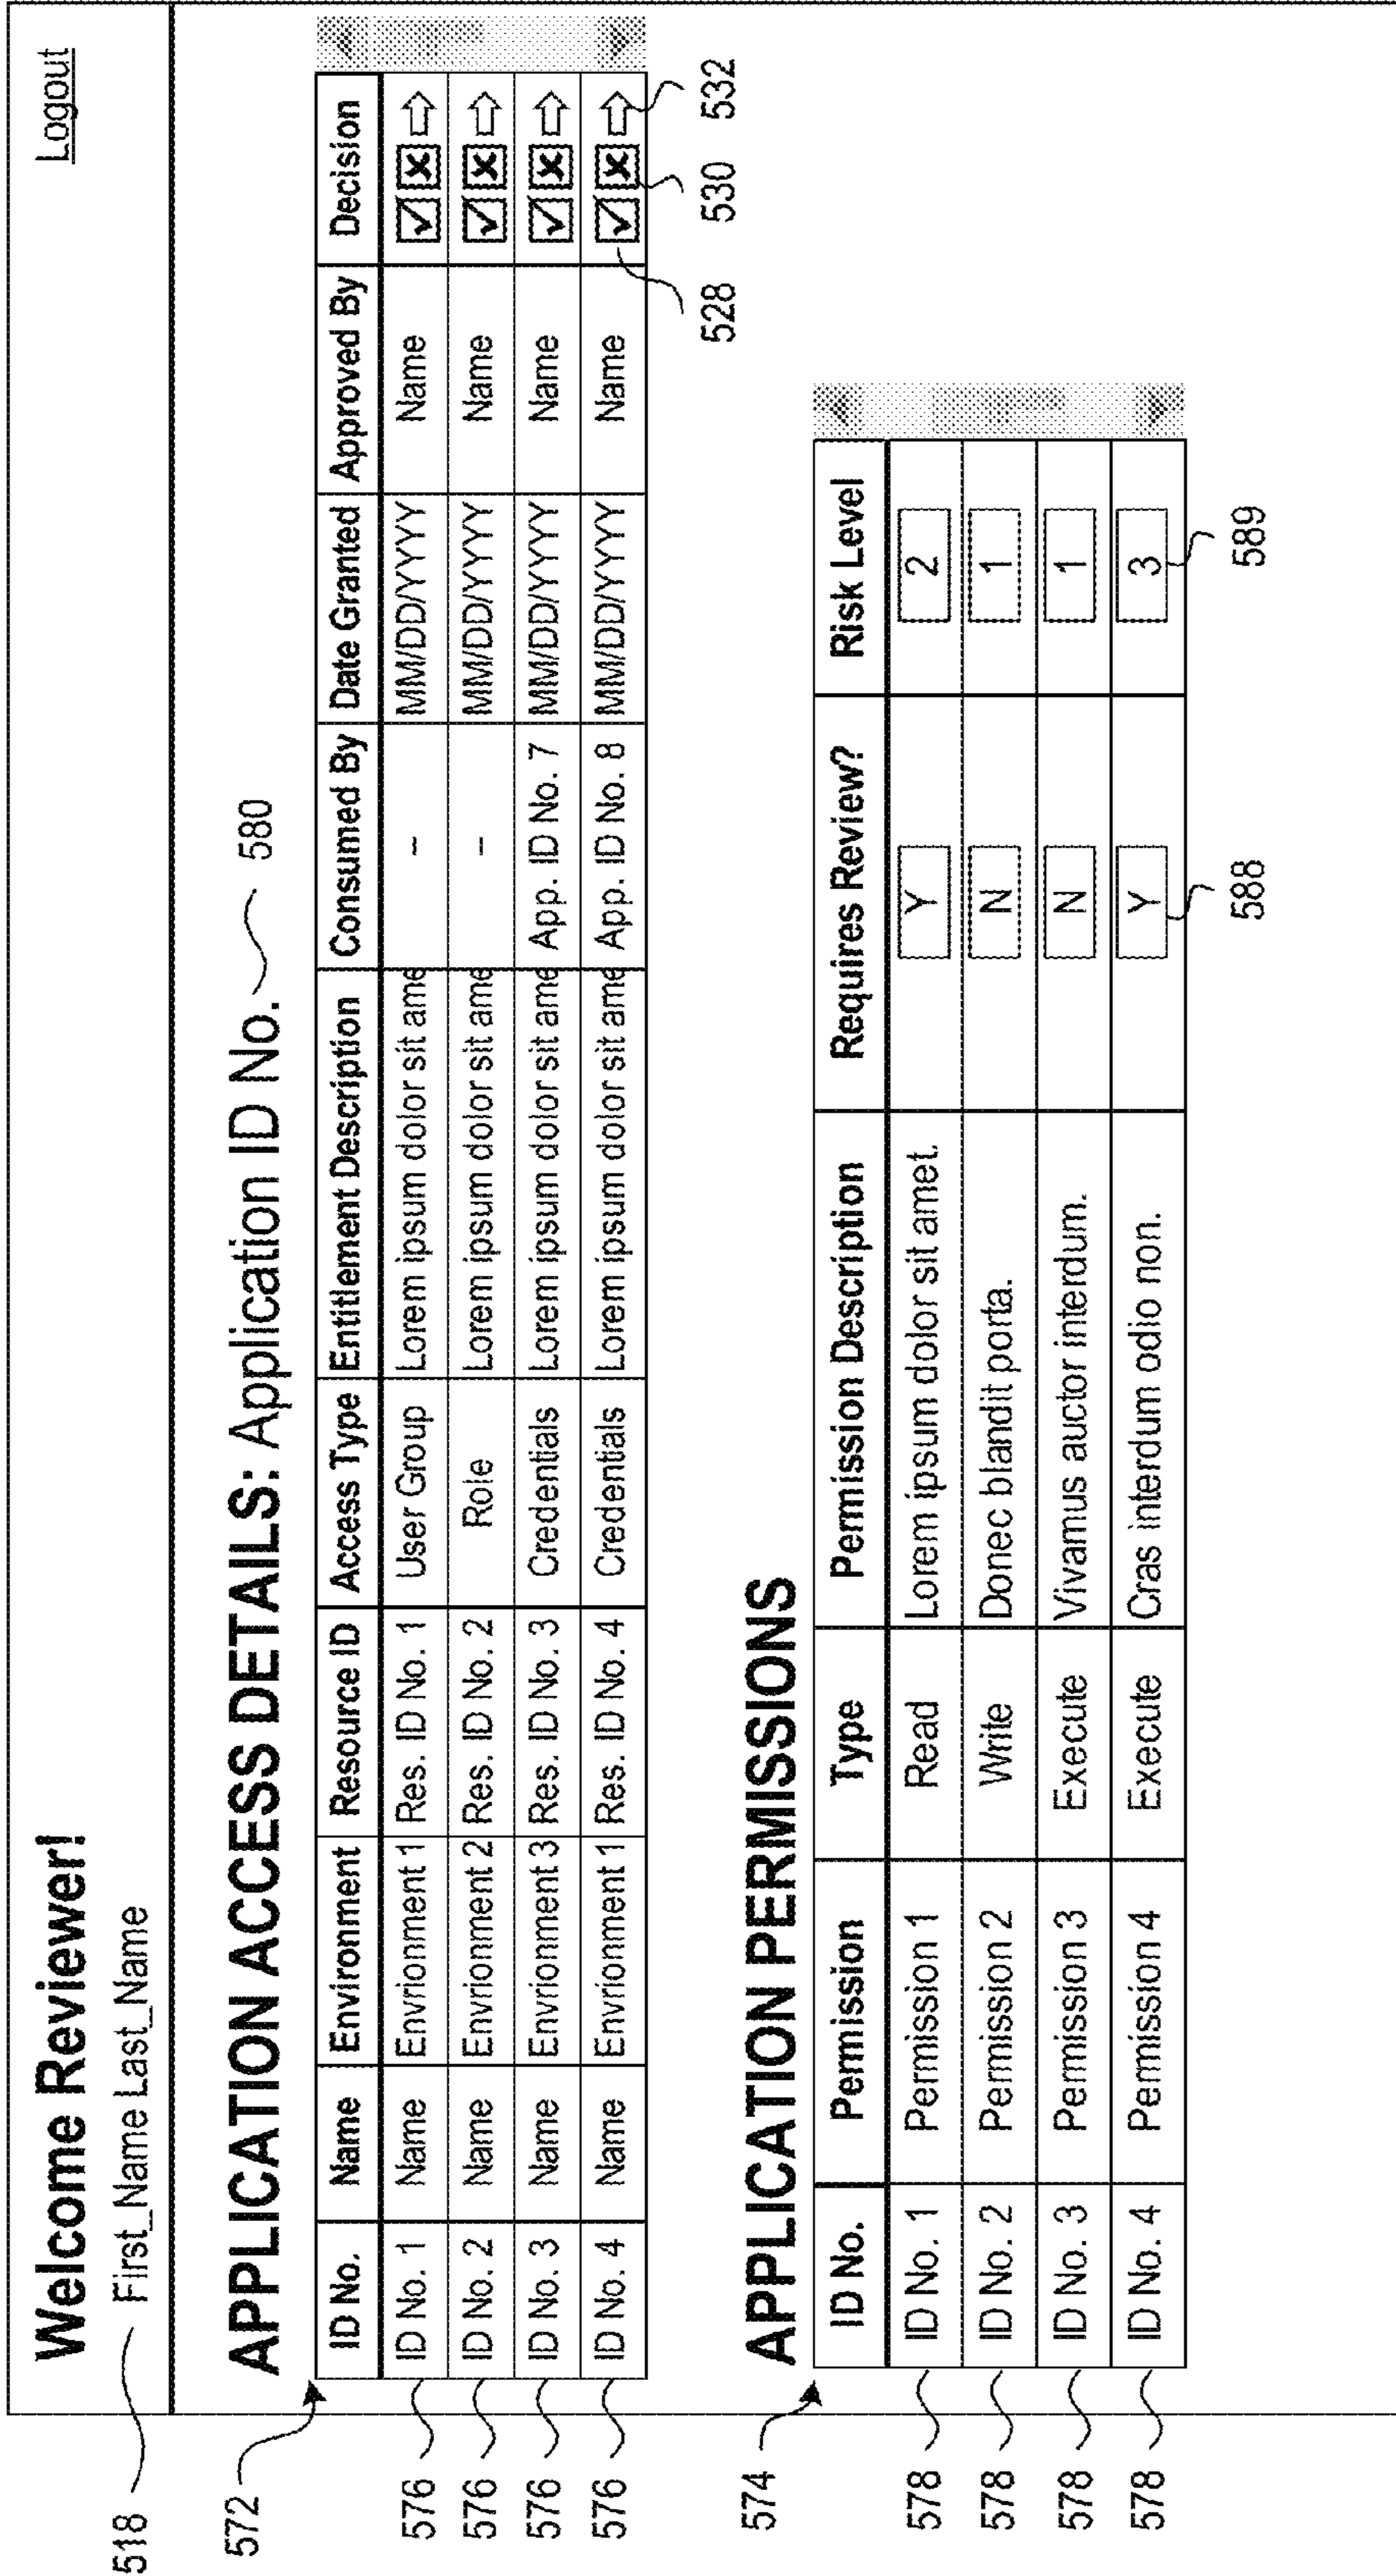 Welcome Reviewer! Logout
518 First_Name Last_Name
APPLICATION ACCESS DETAILS: Application ID No. 580
572
ID No. Name Environment Resource ID Access Type Entitlement Description Consumed By Date Granted Approved By Decision
576 ID No. 1 Name Envrionment 1 Res. ID No. 1 User Group Lorem ipsum dolor sit ame - MM/DD/YYYY Name
576 ID No. 2 Name Envrionment 2 Res. ID No. 2 Role Lorem ipsum dolor sit ame - MM/DD/YYYY Name
576 ID No. 3 Name Envrionment 3 Res. ID No. 3 Credentials Lorem ipsum dolor sit ame App. ID No. 7 MM/DD/YYYY Name
576 ID No. 4 Name Envrionment 1 Res. ID No. 4 Credentials Lorem ipsum dolor sit ame App. ID No. 8 MM/DD/YYYY Name
528 530 532
574 APPLICATION PERMISSIONS
ID No. Permission Type Permission Description Requires Review? Risk Level
578 ID No. 1 Permission 1 Read Lorem ipsum dolor sit amet. Y 2
578 ID No. 2 Permission 2 Write Donec blandit porta. N 1
578 ID No. 3 Permission 3 Execute Vivamus auctor interdum. N 1
578 ID No. 4 Permission 4 Execute Cras interdum odio non. Y 3
588 589